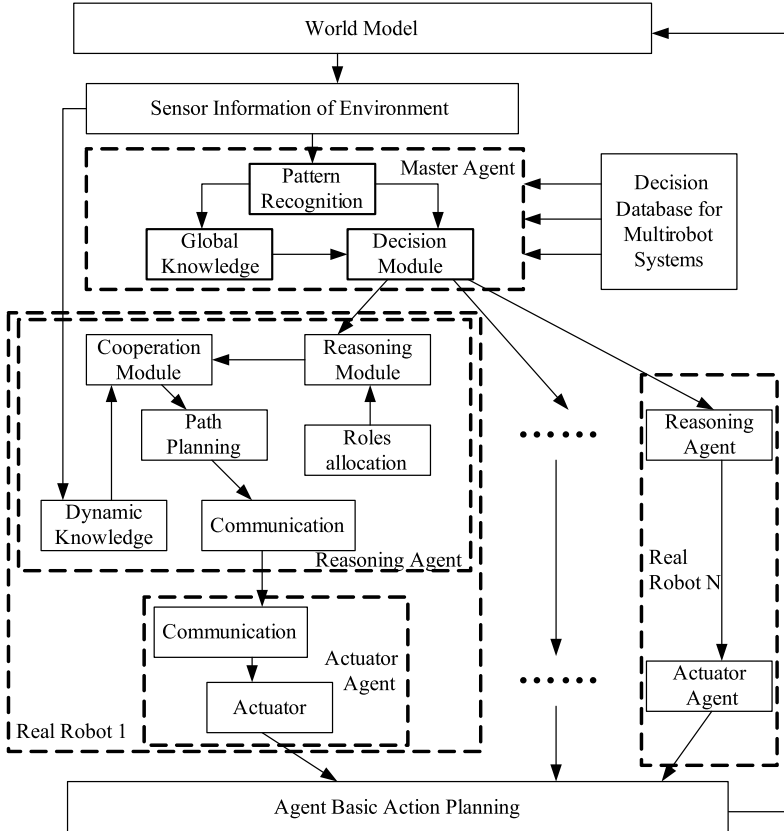 World Model
Sensor Information of Environment
Master Agent
Pattern
Recognition
Global
Knowledge
Decision
Module
Decision
Database for
Multirobot
Systems
Cooperation
Module
Reasoning
Module
Path
Planning
Roles
allocation
Dynamic
Knowledge
Communication
Reasoning Agent
Reasoning
Agent
Real
Robot N
Communication
Actuator
Agent
Actuator
Real Robot 1
Actuator
Agent
Agent Basic Action Planning